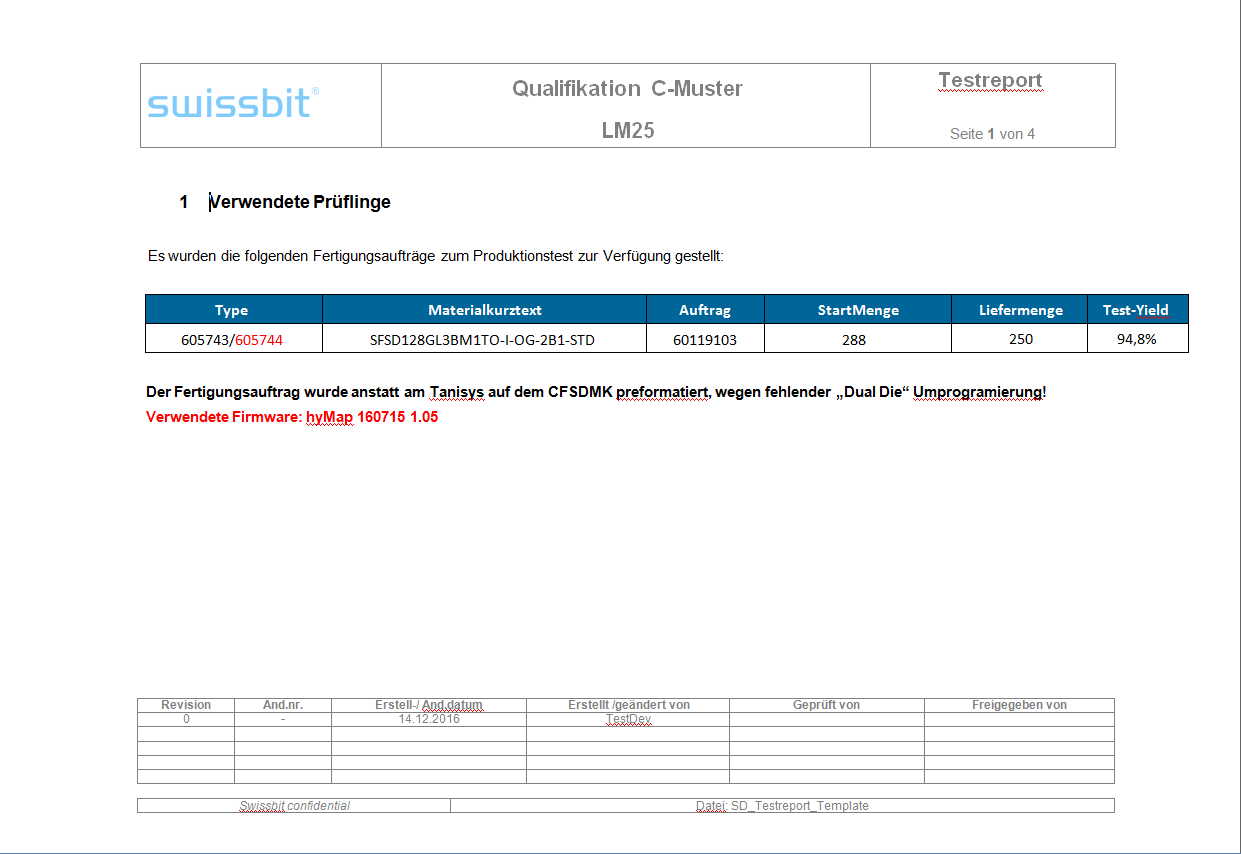 swissbit®
Qualifikation C-Muster
LM25
Testreport
Seite 1 von 4
1 Verwendete Prüflinge
Es wurden die folgenden Fertigungsaufträge zum Produktionstest zur Verfügung gestellt:
Type Materialkurztext Auftrag StartMenge Liefermenge Test-Yield
605743/605744 SFSD128GL3BM1TO-I-OG-2B1-STD 60119103 288 250 94,8%
Der Fertigungsauftrag wurde anstatt am Tanisys auf dem CFSDMK preformatiert, wegen fehlender „Dual Die“ Umprogramierung!
Verwendete Firmware: hyMap 160715 1.05
Revision Änd.nr. Erstell-/ Änd.datum Erstellt /geändert von Geprüft von Freigegeben von
0 - 14.12.2016 TestDev
Swissbit confidential Datei: SD_Testreport_Template